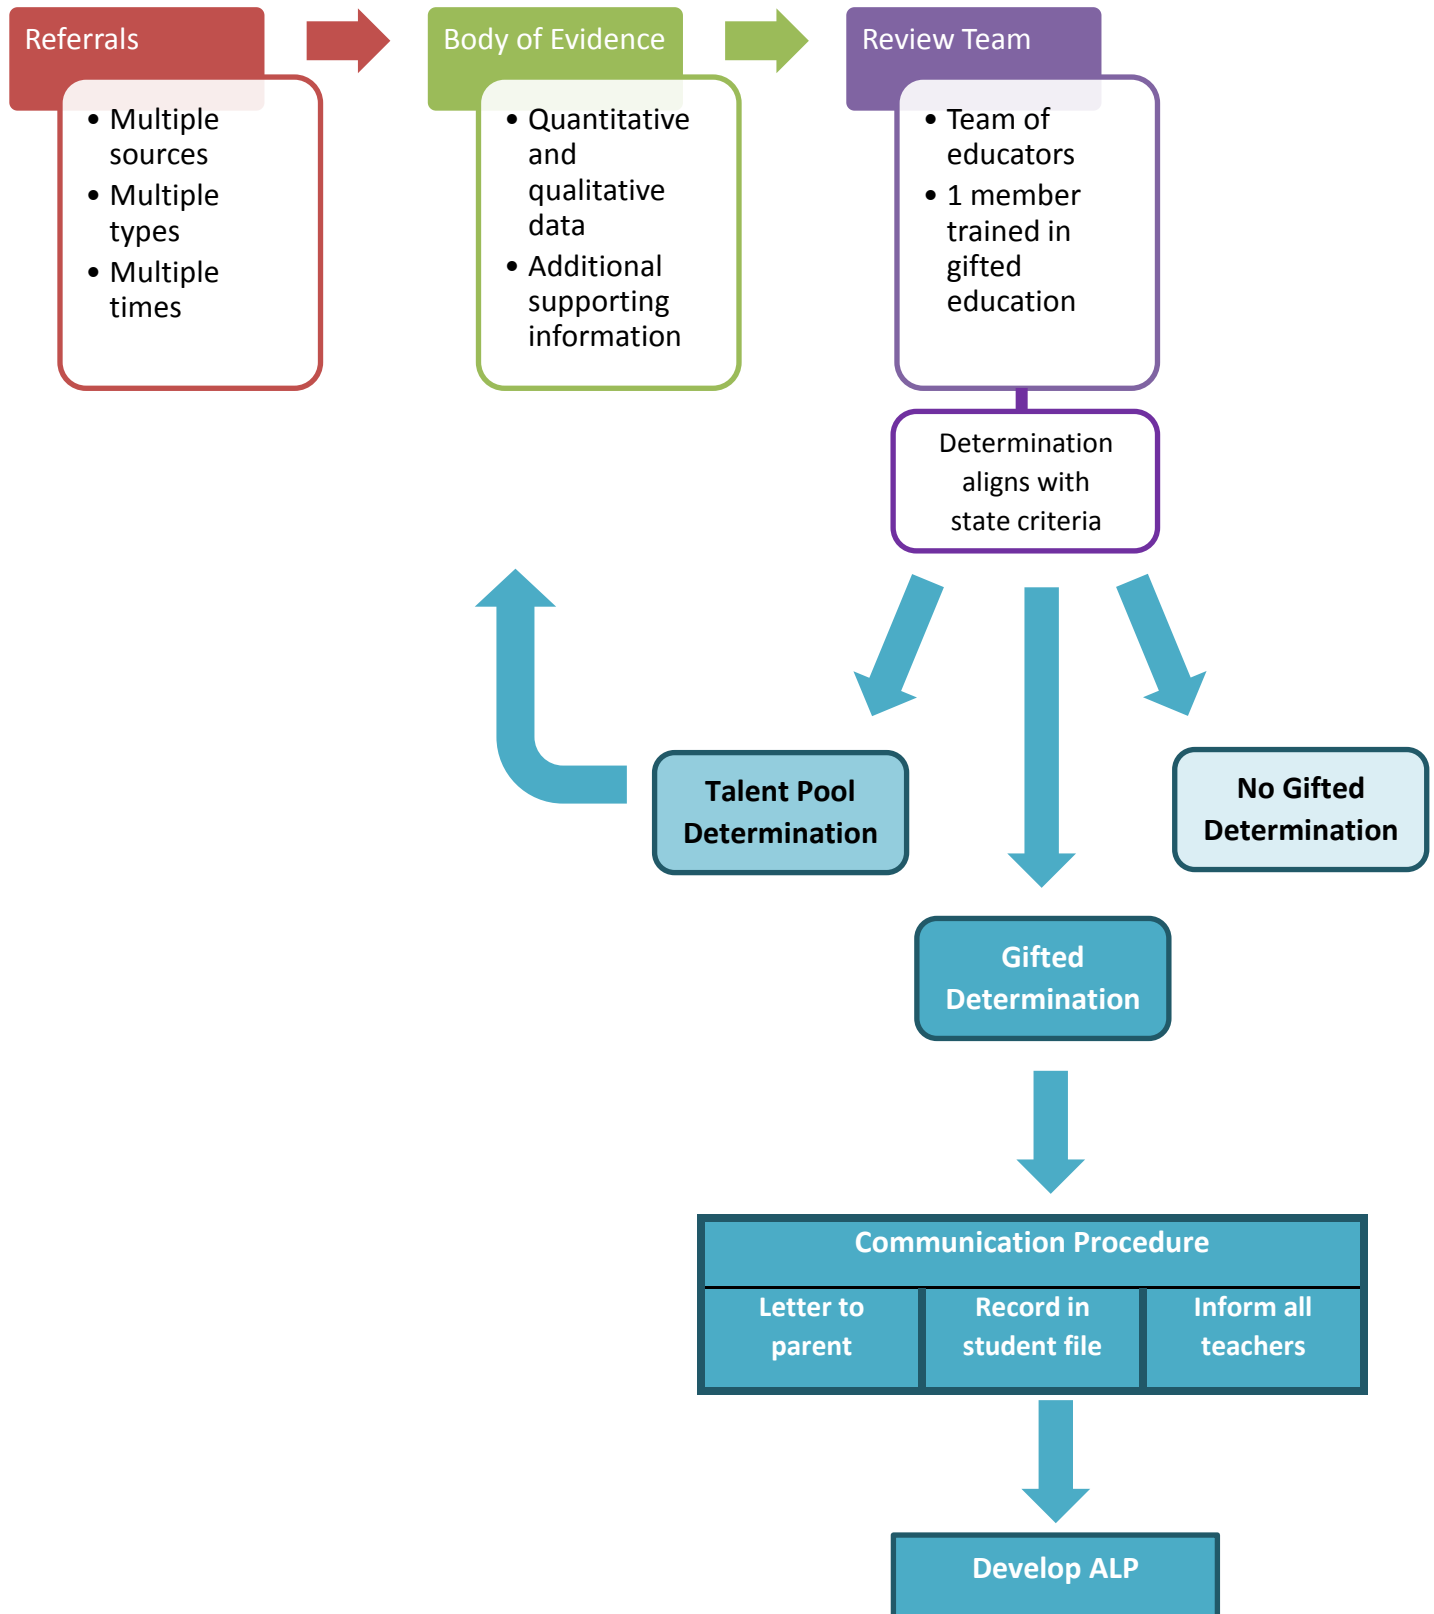 Referrals
• Multiple
sources
• Multiple
types
• Multiple
times
Body of Evidence
• Quantitative
and
qualitative
data
• Additional
supporting
information
Review Team
• Team of
educators
• 1 member
trained in
gifted
education
Determination
aligns with
state criteria
Talent Pool
Determination
No Gifted
Determination
Gifted
Determination
Communication Procedure
Letter to
parent
Record in
student file
Inform all
teachers
Develop ALP